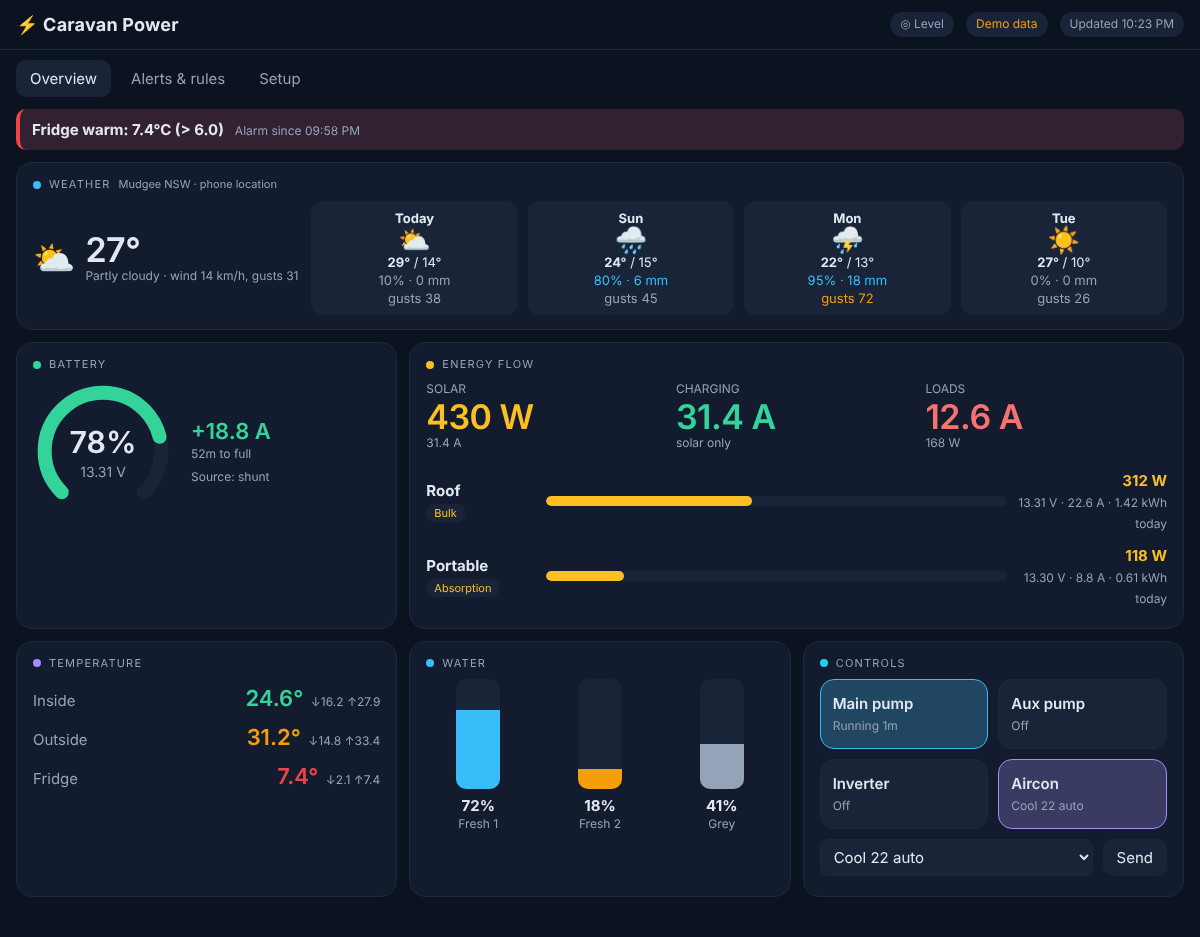 ⚡ Caravan Power
◎ Level
Demo data
Updated 10:23 PM
Overview
Alerts & rules
Setup
Fridge warm: 7.4°C (> 6.0) Alarm since 09:58 PM
WEATHER Mudgee NSW · phone location
27°
Partly cloudy · wind 14 km/h, gusts 31
Today
29° / 14°
10% · 0 mm
gusts 38
Sun
24° / 15°
80% · 6 mm
gusts 45
Mon
22° / 13°
95% · 18 mm
gusts 72
Tue
27° / 10°
0% · 0 mm
gusts 26
BATTERY
78%
13.31 V
+18.8 A
52m to full
Source: shunt
ENERGY FLOW
SOLAR
430 W
31.4 A
CHARGING
31.4 A
solar only
LOADS
12.6 A
168 W
Roof
Bulk
312 W
13.31 V · 22.6 A · 1.42 kWh
today
Portable
Absorption
118 W
13.30 V · 8.8 A · 0.61 kWh
today
TEMPERATURE
Inside 24.6° ↓16.2 ↑27.9
Outside 31.2° ↓14.8 ↑33.4
Fridge 7.4° ↓2.1 ↑7.4
WATER
72%
Fresh 1
18%
Fresh 2
41%
Grey
CONTROLS
Main pump
Running 1m
Aux pump
Off
Inverter
Off
Aircon
Cool 22 auto
Cool 22 auto
Send